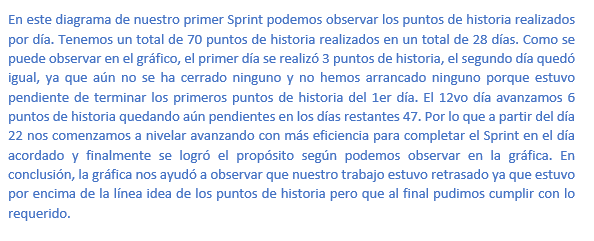 En este diagrama de nuestro primer Sprint podemos observar los puntos de historia realizados
por día. Tenemos un total de 70 puntos de historia realizados en un total de 28 días. Como se
puede observar en el gráfico, el primer día se realizó 3 puntos de historia, el segundo día quedó
igual, ya que aún no se ha cerrado ninguno y no hemos arrancado ninguno porque estuvo
pendiente de terminar los primeros puntos de historia del 1er día. El 12vo día avanzamos 6
puntos de historia quedando aún pendientes en los días restantes 47. Por lo que a partir del día
22 nos comenzamos a nivelar avanzando con más eficiencia para completar el Sprint en el día
acordado y finalmente se logró el propósito según podemos observar en la gráfica. En
conclusión, la gráfica nos ayudó a observar que nuestro trabajo estuvo retrasado ya que estuvo
por encima de la línea idea de los puntos de historia pero que al final pudimos cumplir con lo
requerido.